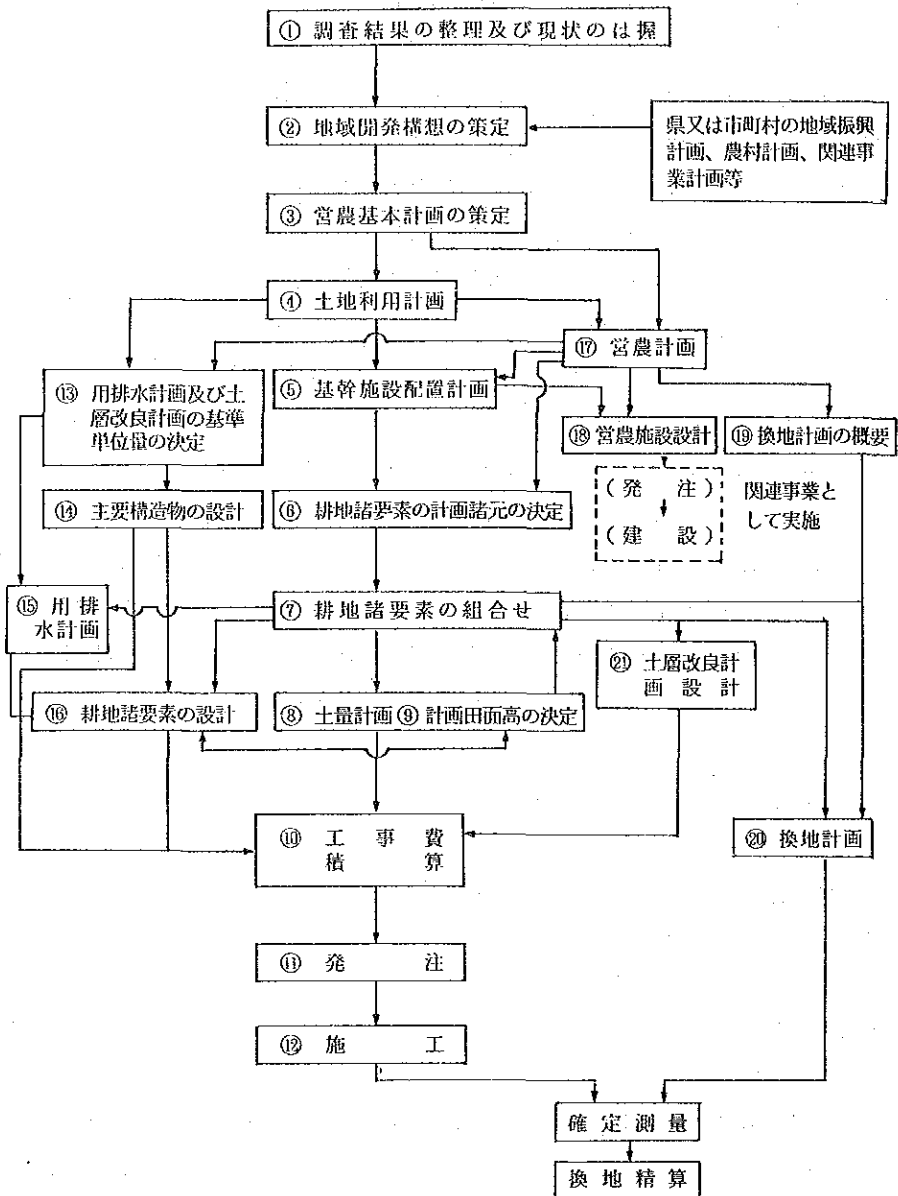 ① 調査結果の整理及び現状のは握
② 地域開発構想の策定
県又は市町村の地域振興
計画、農村計画、関連事
業計画等
③ 営農基本計画の策定
④ 土地利用計画
⑰ 営農計画
⑬ 用排水計画及び土
層改良計画の基準
単位量の決定
⑤ 基幹施設配置計画
⑱ 営農施設設計
⑲ 換地計画の概要
(発 注)
(建 設)
関連事業と
して実施
⑭ 主要構造物の設計
⑥ 耕地諸要素の計画諸元の決定
⑮ 用排
水計画
⑦ 耕地諸要素の組合せ
㉑ 土層改良計
画設計
⑯ 耕地諸要素の設計
⑧ 土量計画 ⑨ 計画田面高の決定
⑩ 工事費
積算
⑳ 換地計画
⑪ 発 注
⑫ 施 工
確定測量
換地精算